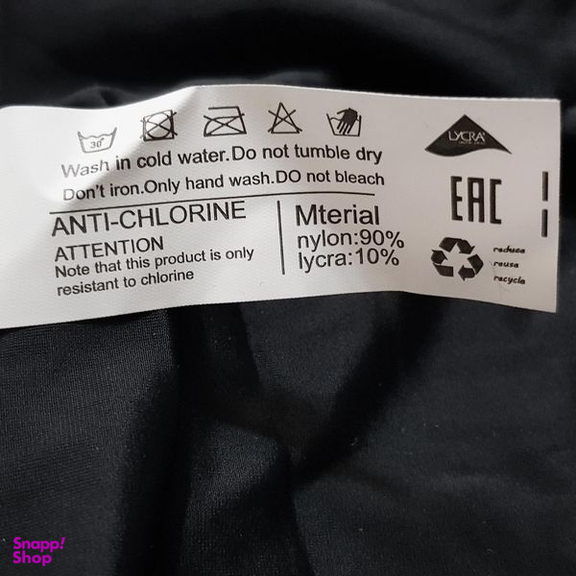 30°
Wash in cold water.Do not tumble dry
Don't iron.Only hand wash.DO not bleach
ANTI-CHLORINE
ATTENTION
Note that this product is only
resistant to chlorine
Mterial
nylon:90%
lycra:10%
LYCRA
EAC
reduse
reuse
recycle
Snapp!
Shop